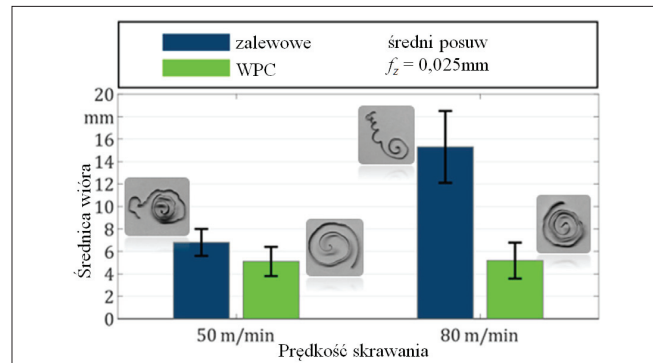 zalewowe
WPC
średni posuw
f_z = 0,025mm
20
mm
16
14
12
10
8
6
4
2
0
Średnica wióra
50 m/min
80 m/min
Prędkość skrawania